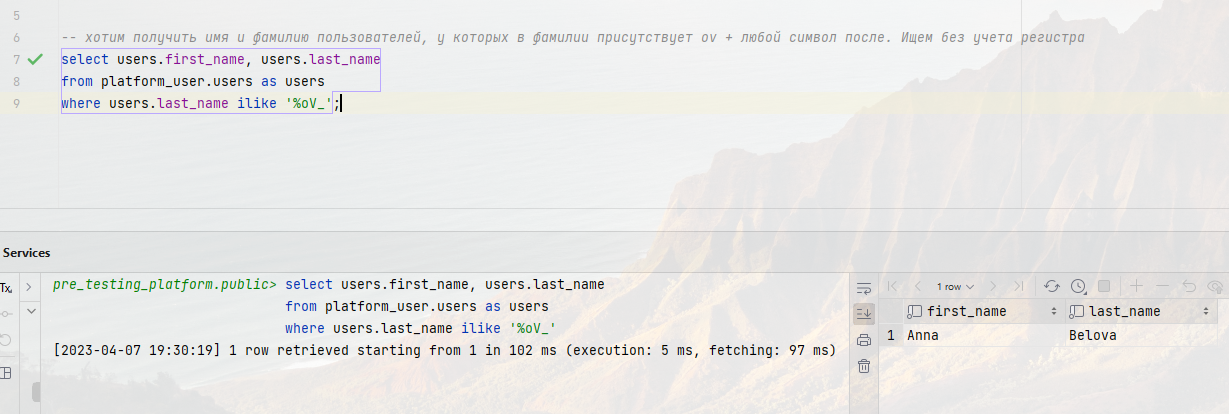 5
6 -- хотим получить имя и фамилию пользователей, у которых в фамилии присутствует ov + любой символ после. Ищем без учета регистра
7 select users.first_name, users.last_name
8 from platform_user.users as users
9 where users.last_name ilike '%oV_';
Services
Tx
pre_testing_platform.public> select users.first_name, users.last_name
from platform_user.users as users
where users.last_name ilike '%oV_'
[2023-04-07 19:30:19] 1 row retrieved starting from 1 in 102 ms (execution: 5 ms, fetching: 97 ms)
1 row
first_name last_name
1 Anna Belova